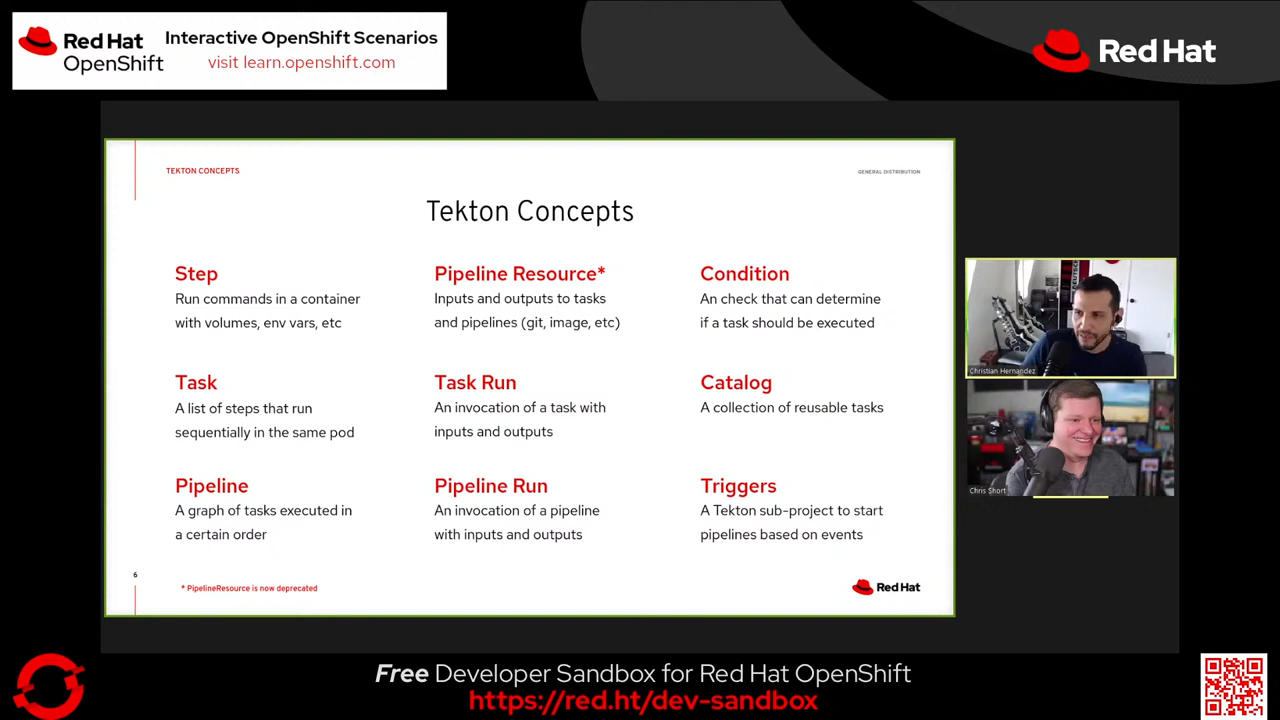 Red Hat
OpenShift
Interactive OpenShift Scenarios
visit learn.openshift.com
Red Hat
TEKTON CONCEPTS
GENERAL DISTRIBUTION
Tekton Concepts
Step
Run commands in a container
with volumes, env vars, etc
Pipeline Resource*
Inputs and outputs to tasks
and pipelines (git, image, etc)
Condition
An check that can determine
if a task should be executed
Task
A list of steps that run
sequentially in the same pod
Task Run
An invocation of a task with
inputs and outputs
Catalog
A collection of reusable tasks
Pipeline
A graph of tasks executed in
a certain order
Pipeline Run
An invocation of a pipeline
with inputs and outputs
Triggers
A Tekton sub-project to start
pipelines based on events
6
* PipelineResource is now deprecated
Red Hat
Christian Hernandez
Chris Short
Free Developer Sandbox for Red Hat OpenShift
https://red.ht/dev-sandbox